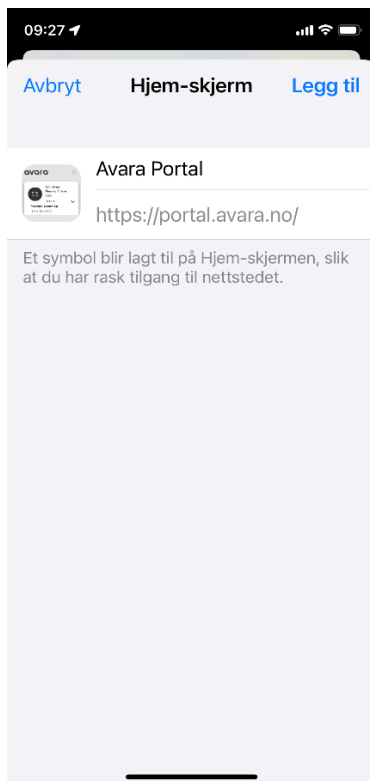 09:27
Avbryt Hjem-skjerm Legg til
avara
Avara Portal
https://portal.avara.no/
Et symbol blir lagt til på Hjem-skjermen, slik
at du har rask tilgang til nettstedet.